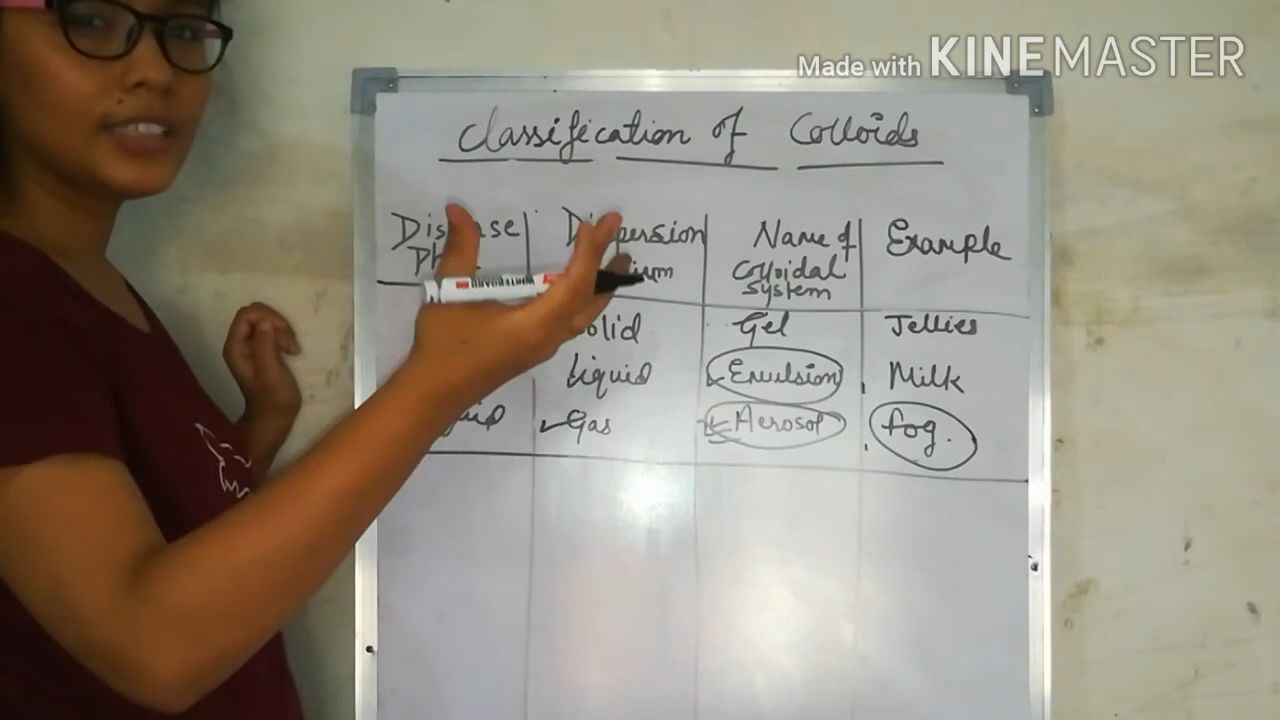 Made with KINEMASTER
Classification of Colloids
Name of Example
Colloidal
System
Gel Jellies
Liquid Emulsion Milk
Gas Aerosol fog.
WHITEBOARD